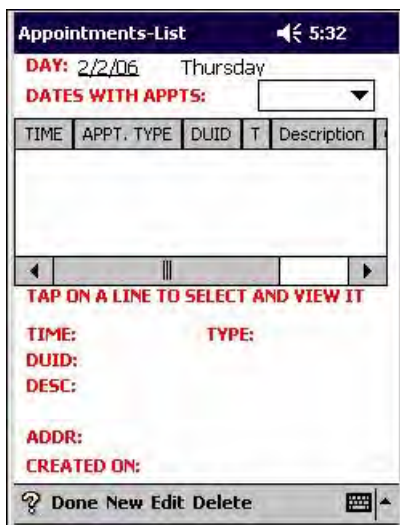 Appointments-List 5:32
DAY: 2/2/06 Thursday
DATES WITH APPTS:
TIME APPT. TYPE DUID T Description
TAP ON A LINE TO SELECT AND VIEW IT
TIME: TYPE:
DUID:
DESC:
ADDR:
CREATED ON:
? Done New Edit Delete